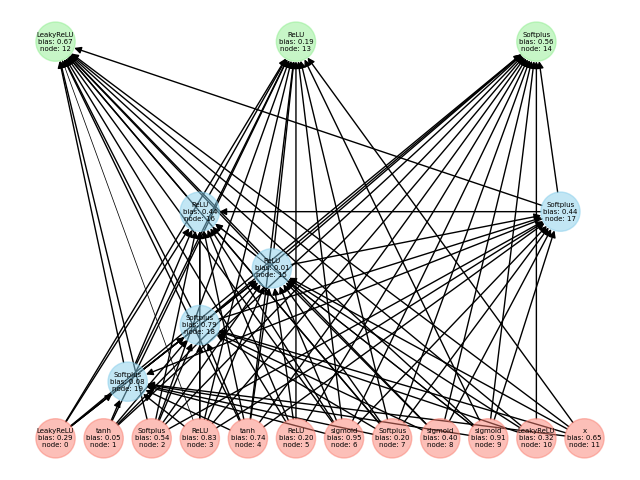 LeakyReLU
bias: 0.67
node: 12
ReLU
bias: 0.19
node: 13
Softplus
bias: 0.56
node: 14
ReLU
bias: 0.44
node: 16
Softplus
bias: 0.44
node: 17
ReLU
bias: 0.01
node: 15
Softplus
bias: 0.79
node: 18
Softplus
bias: 0.08
node: 19
LeakyReLU
bias: 0.29
node: 0
tanh
bias: 0.05
node: 1
Softplus
bias: 0.54
node: 2
ReLU
bias: 0.83
node: 3
tanh
bias: 0.74
node: 4
ReLU
bias: 0.20
node: 5
sigmoid
bias: 0.95
node: 6
Softplus
bias: 0.20
node: 7
sigmoid
bias: 0.40
node: 8
sigmoid
bias: 0.91
node: 9
LeakyReLU
bias: 0.32
node: 10
x
bias: 0.65
node: 11